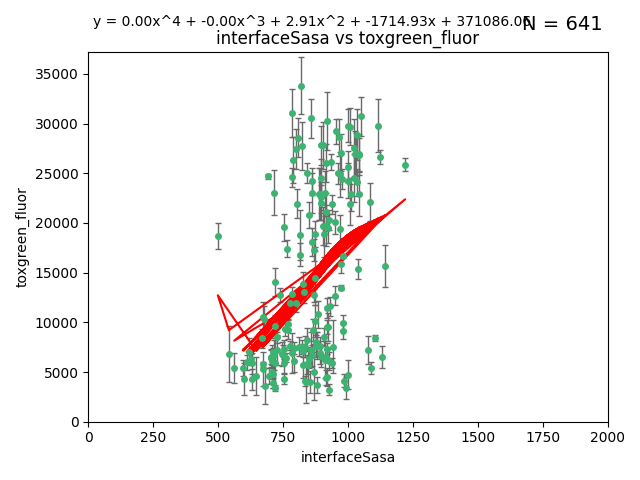 y = 0.00x^4 + -0.00x^3 + 2.91x^2 + -1714.93x + 371086.06
N = 641
interfaceSasa vs toxgreen_fluor
35000
30000
25000
20000
15000
10000
5000
0
toxgreen_fluor
0 250 500 750 1000 1250 1500 1750 2000
interfaceSasa